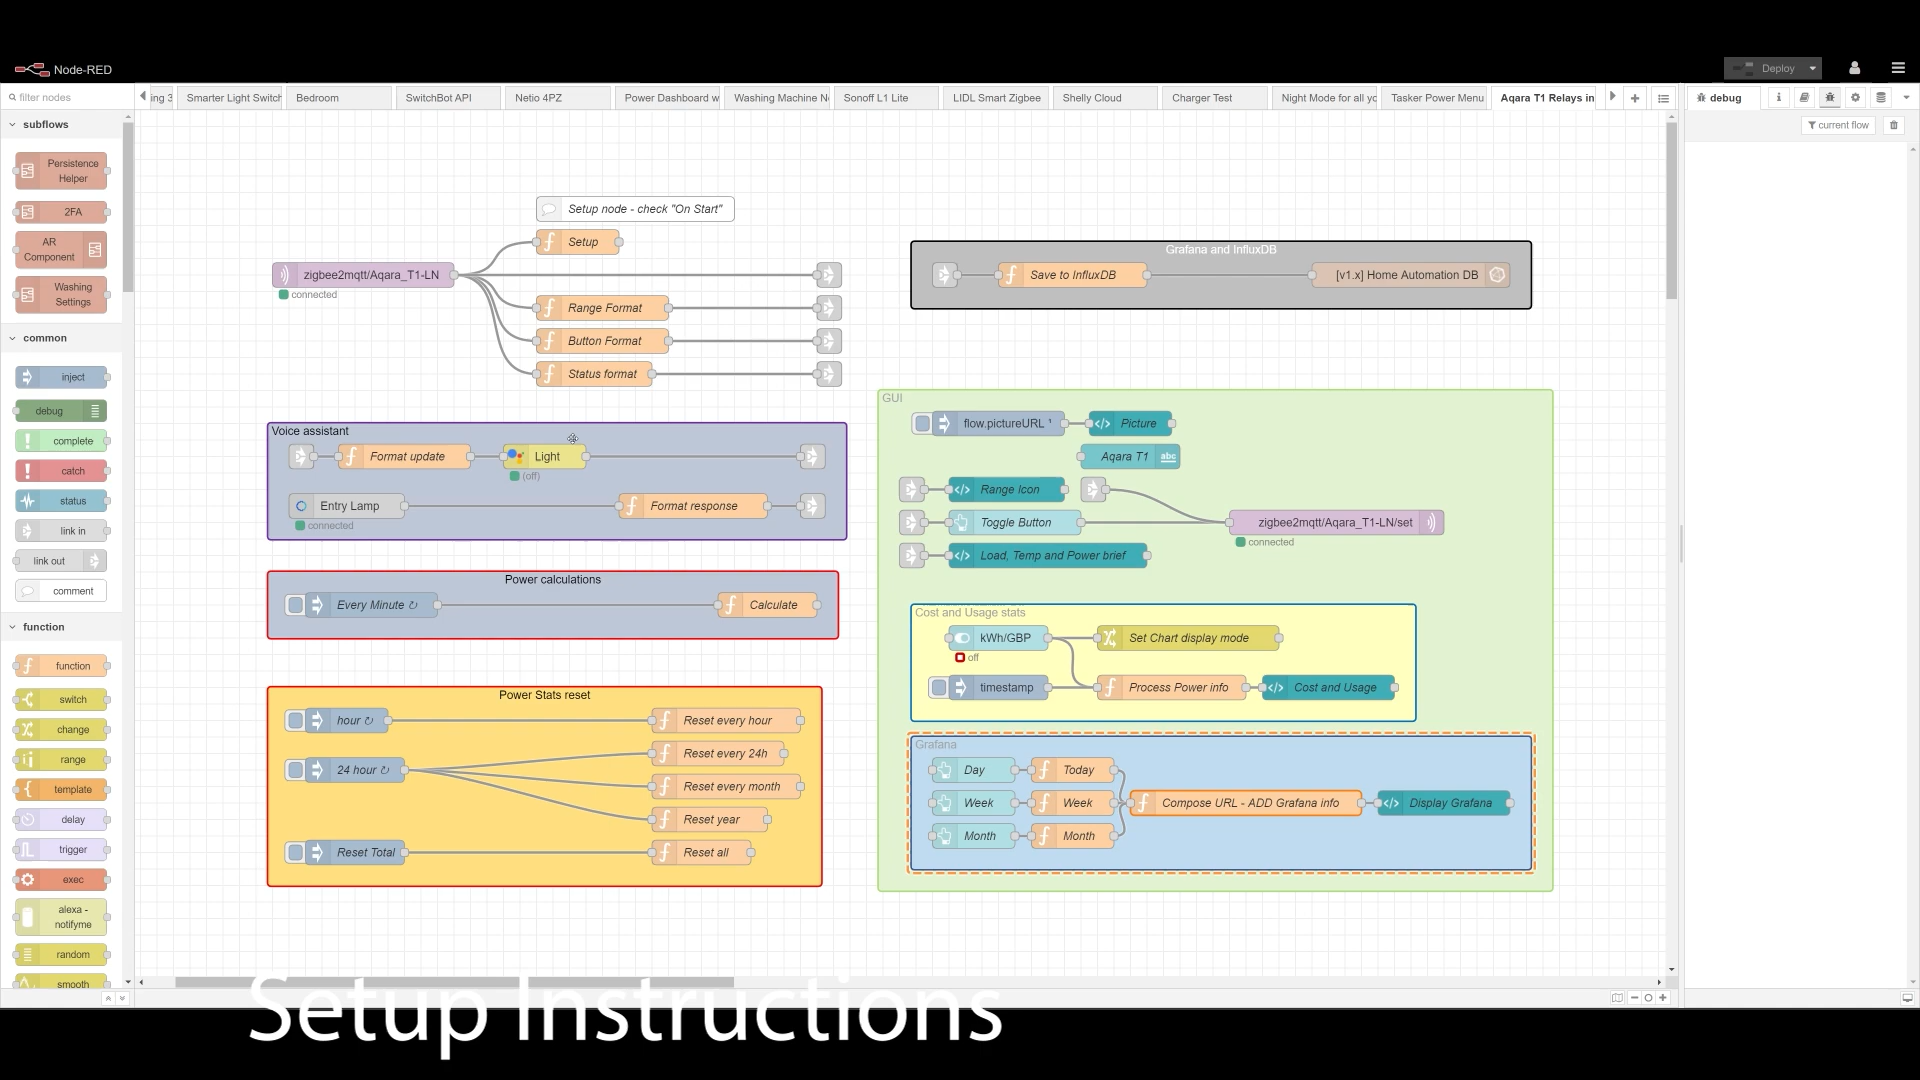 Node-RED
Deploy
filter nodes
ing 3
Smarter Light Switch
Bedroom
SwitchBot API
Netio 4PZ
Power Dashboard w
Washing Machine N
Sonoff L1 Lite
LIDL Smart Zigbee
Shelly Cloud
Charger Test
Night Mode for all yo
Tasker Power Menu
Aqara T1 Relays in
debug
current flow
subflows
Persistence
Helper
2FA
AR
Component
Washing
Settings
common
inject
debug
complete
catch
status
link in
link out
comment
function
function
switch
change
range
template
delay
trigger
exec
alexa -
notifyme
random
smooth
Setup node - check "On Start"
Setup
zigbee2mqtt/Aqara_T1-LN
connected
Range Format
Button Format
Status format
Voice assistant
Format update
Light
(off)
Entry Lamp
connected
Format response
Power calculations
Every Minute ↻
Calculate
Power Stats reset
hour ↻
Reset every hour
24 hour ↻
Reset every 24h
Reset every month
Reset year
Reset Total
Reset all
Grafana and InfluxDB
Save to InfluxDB
[v1.x] Home Automation DB
GUI
flow.pictureURL ¹
Picture
Aqara T1
abc
Range Icon
Toggle Button
zigbee2mqtt/Aqara_T1-LN/set
connected
Load, Temp and Power brief
Cost and Usage stats
kWh/GBP
off
Set Chart display mode
timestamp
Process Power info
Cost and Usage
Grafana
Day
Today
Week
Week
Compose URL - ADD Grafana info
Display Grafana
Month
Month
Setup Instructions